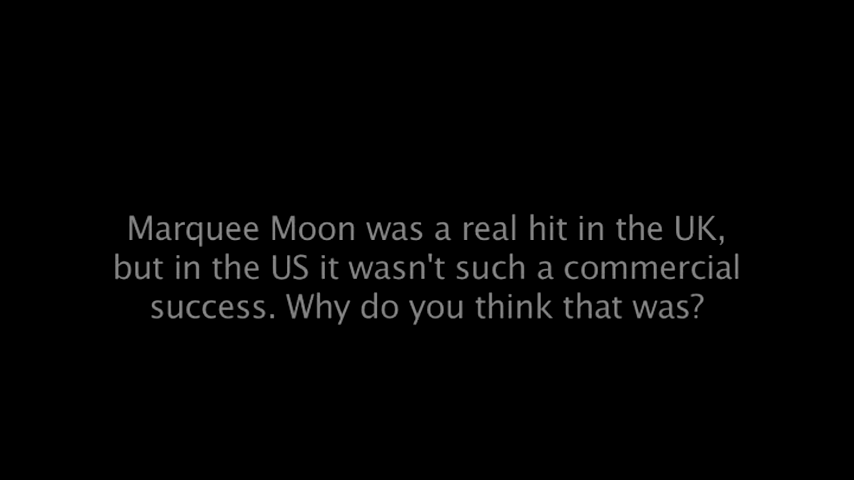 Marquee Moon was a real hit in the UK,
but in the US it wasn't such a commercial
success. Why do you think that was?